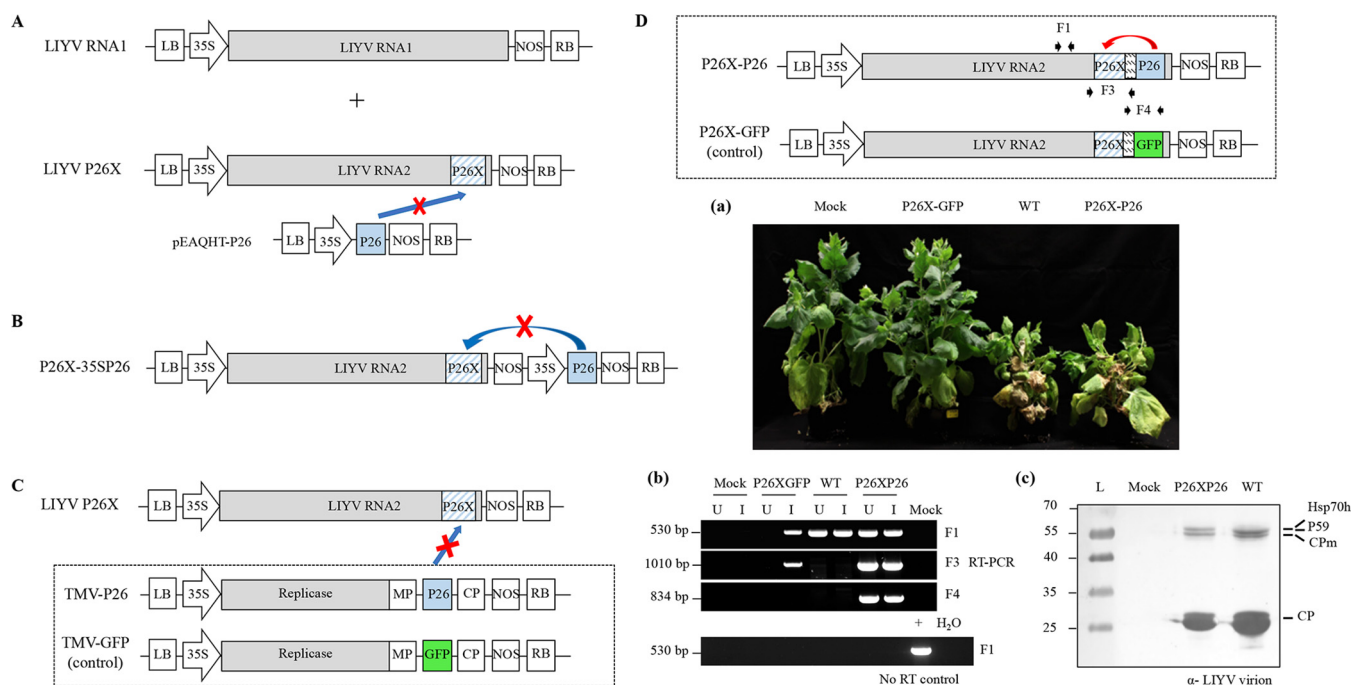 A
LIYV RNA1
LB 35S LIYV RNA1 NOS RB
+
LIYV P26X
LB 35S LIYV RNA2 P26X NOS RB
pEAQHT-P26
LB 35S P26 NOS RB
B
P26X-35SP26
LB 35S LIYV RNA2 P26X NOS 35S P26 NOS RB
C
LIYV P26X
LB 35S LIYV RNA2 P26X NOS RB
TMV-P26
LB 35S Replicase MP P26 CP NOS RB
TMV-GFP
(control)
LB 35S Replicase MP GFP CP NOS RB
D
F1
P26X-P26
LB 35S LIYV RNA2 P26X P26 NOS RB
F3
F4
P26X-GFP
(control)
LB 35S LIYV RNA2 P26X GFP NOS RB
(a)
Mock P26X-GFP WT P26X-P26
(b)
Mock P26XGFP WT P26XP26
U I U I U I U I Mock
530 bp F1
1010 bp F3 RT-PCR
834 bp F4
+ H2O
530 bp F1
No RT control
(c)
L Mock P26XP26 WT
70
55
40
35
25
Hsp70h
P59
CPm
CP
α- LIYV virion